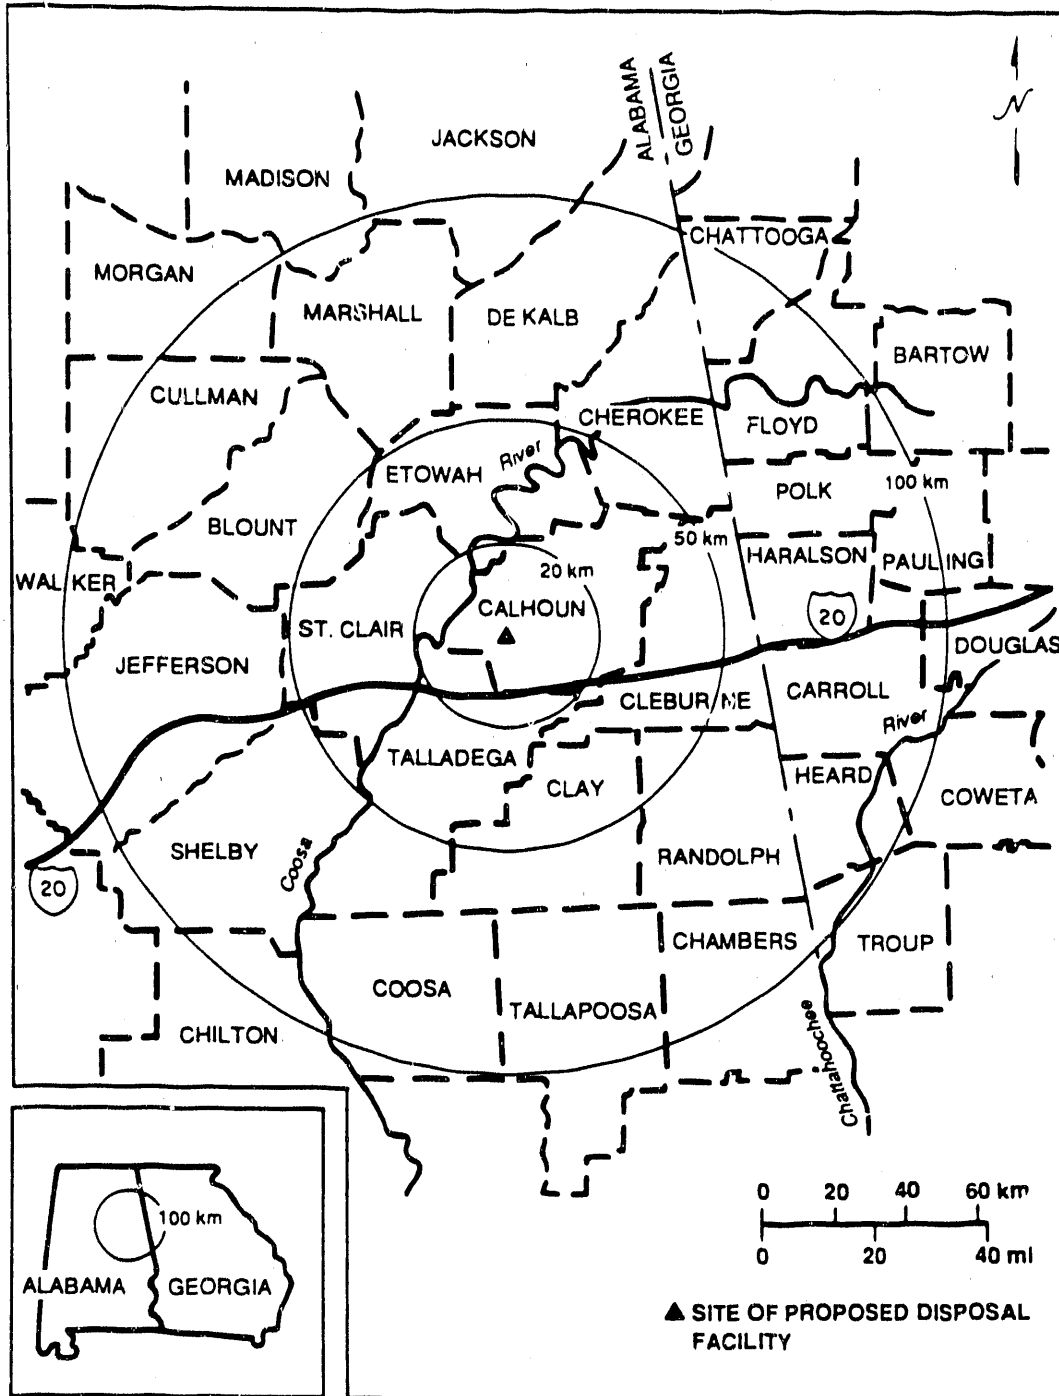 ALABAMA
GEORGIA
N
JACKSON
MADISON
CHATTOOGA
MORGAN
MARSHALL
DE KALB
BARTOW
CULLMAN
CHEROKEE
FLOYD
River
ETOWAH
POLK
100 km
BLOUNT
50 km
HARALSON
PAULING
WALKER
20 km
CALHOUN
20
ST. CLAIR
DOUGLAS
JEFFERSON
CLEBURNE
CARROLL
River
TALLADEGA
HEARD
CLAY
COWETA
SHELBY
RANDOLPH
Coosa
20
CHAMBERS
TROUP
COOSA
TALLAPOOSA
CHILTON
Chattahoochee
0 20 40 60 km
0 20 40 mi
100 km
ALABAMA
GEORGIA
▲ SITE OF PROPOSED DISPOSAL
FACILITY